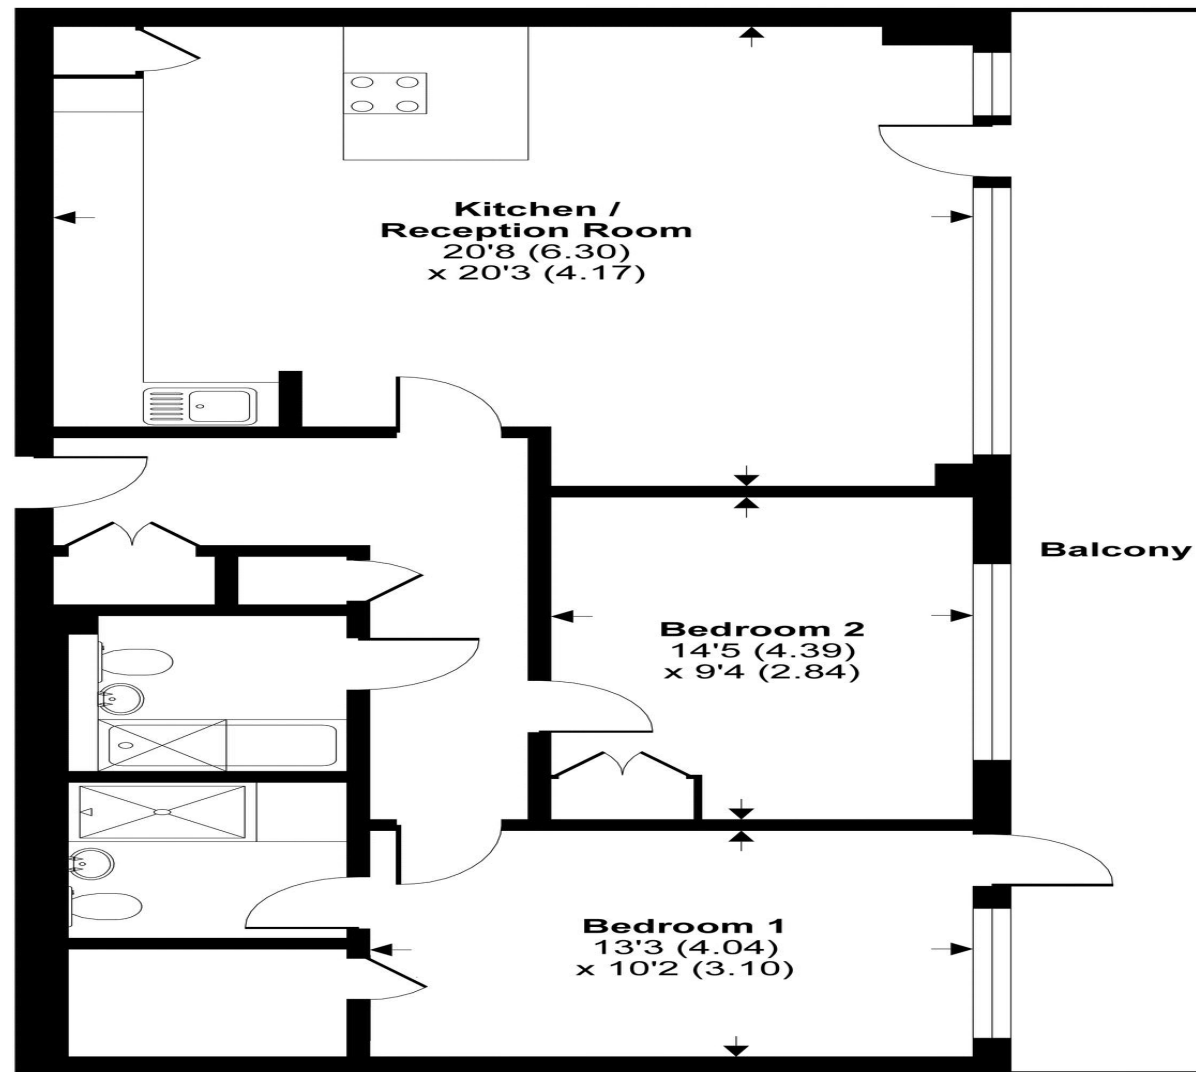 Kitchen /
Reception Room
20'8 (6.30)
x 20'3 (4.17)
Balcony
Bedroom 2
14'5 (4.39)
x 9'4 (2.84)
Bedroom 1
13'3 (4.04)
x 10'2 (3.10)